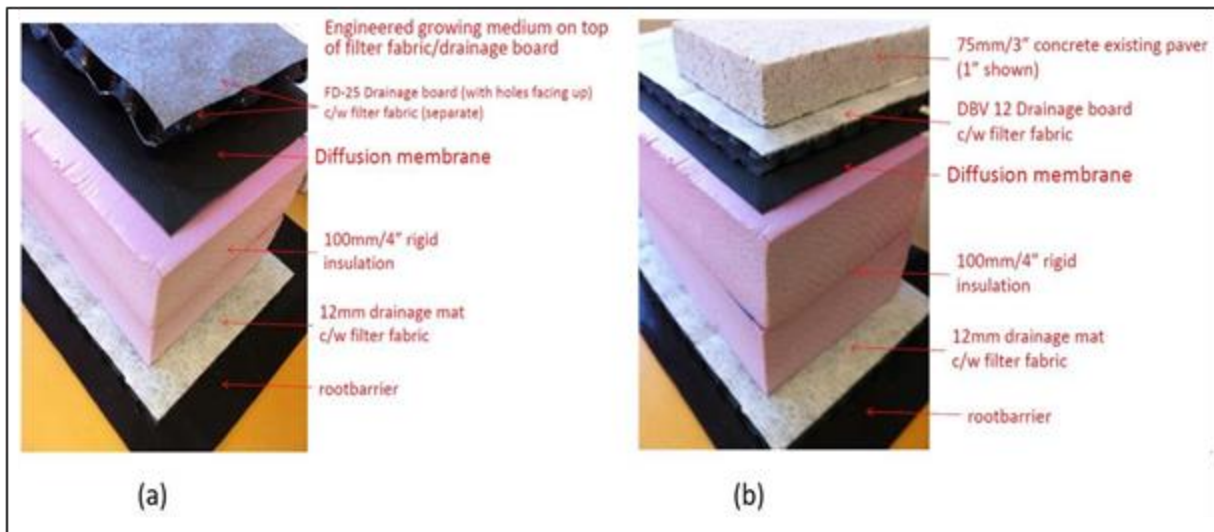 Engineered growing medium on top
of filter fabric/drainage board
FD-25 Drainage board (with holes facing up)
c/w filter fabric (separate)
Diffusion membrane
100mm/4" rigid
insulation
12mm drainage mat
c/w filter fabric
rootbarrier
(a)
75mm/3" concrete existing paver
(1" shown)
DBV 12 Drainage board
c/w filter fabric
Diffusion membrane
100mm/4" rigid
insulation
12mm drainage mat
c/w filter fabric
rootbarrier
(b)